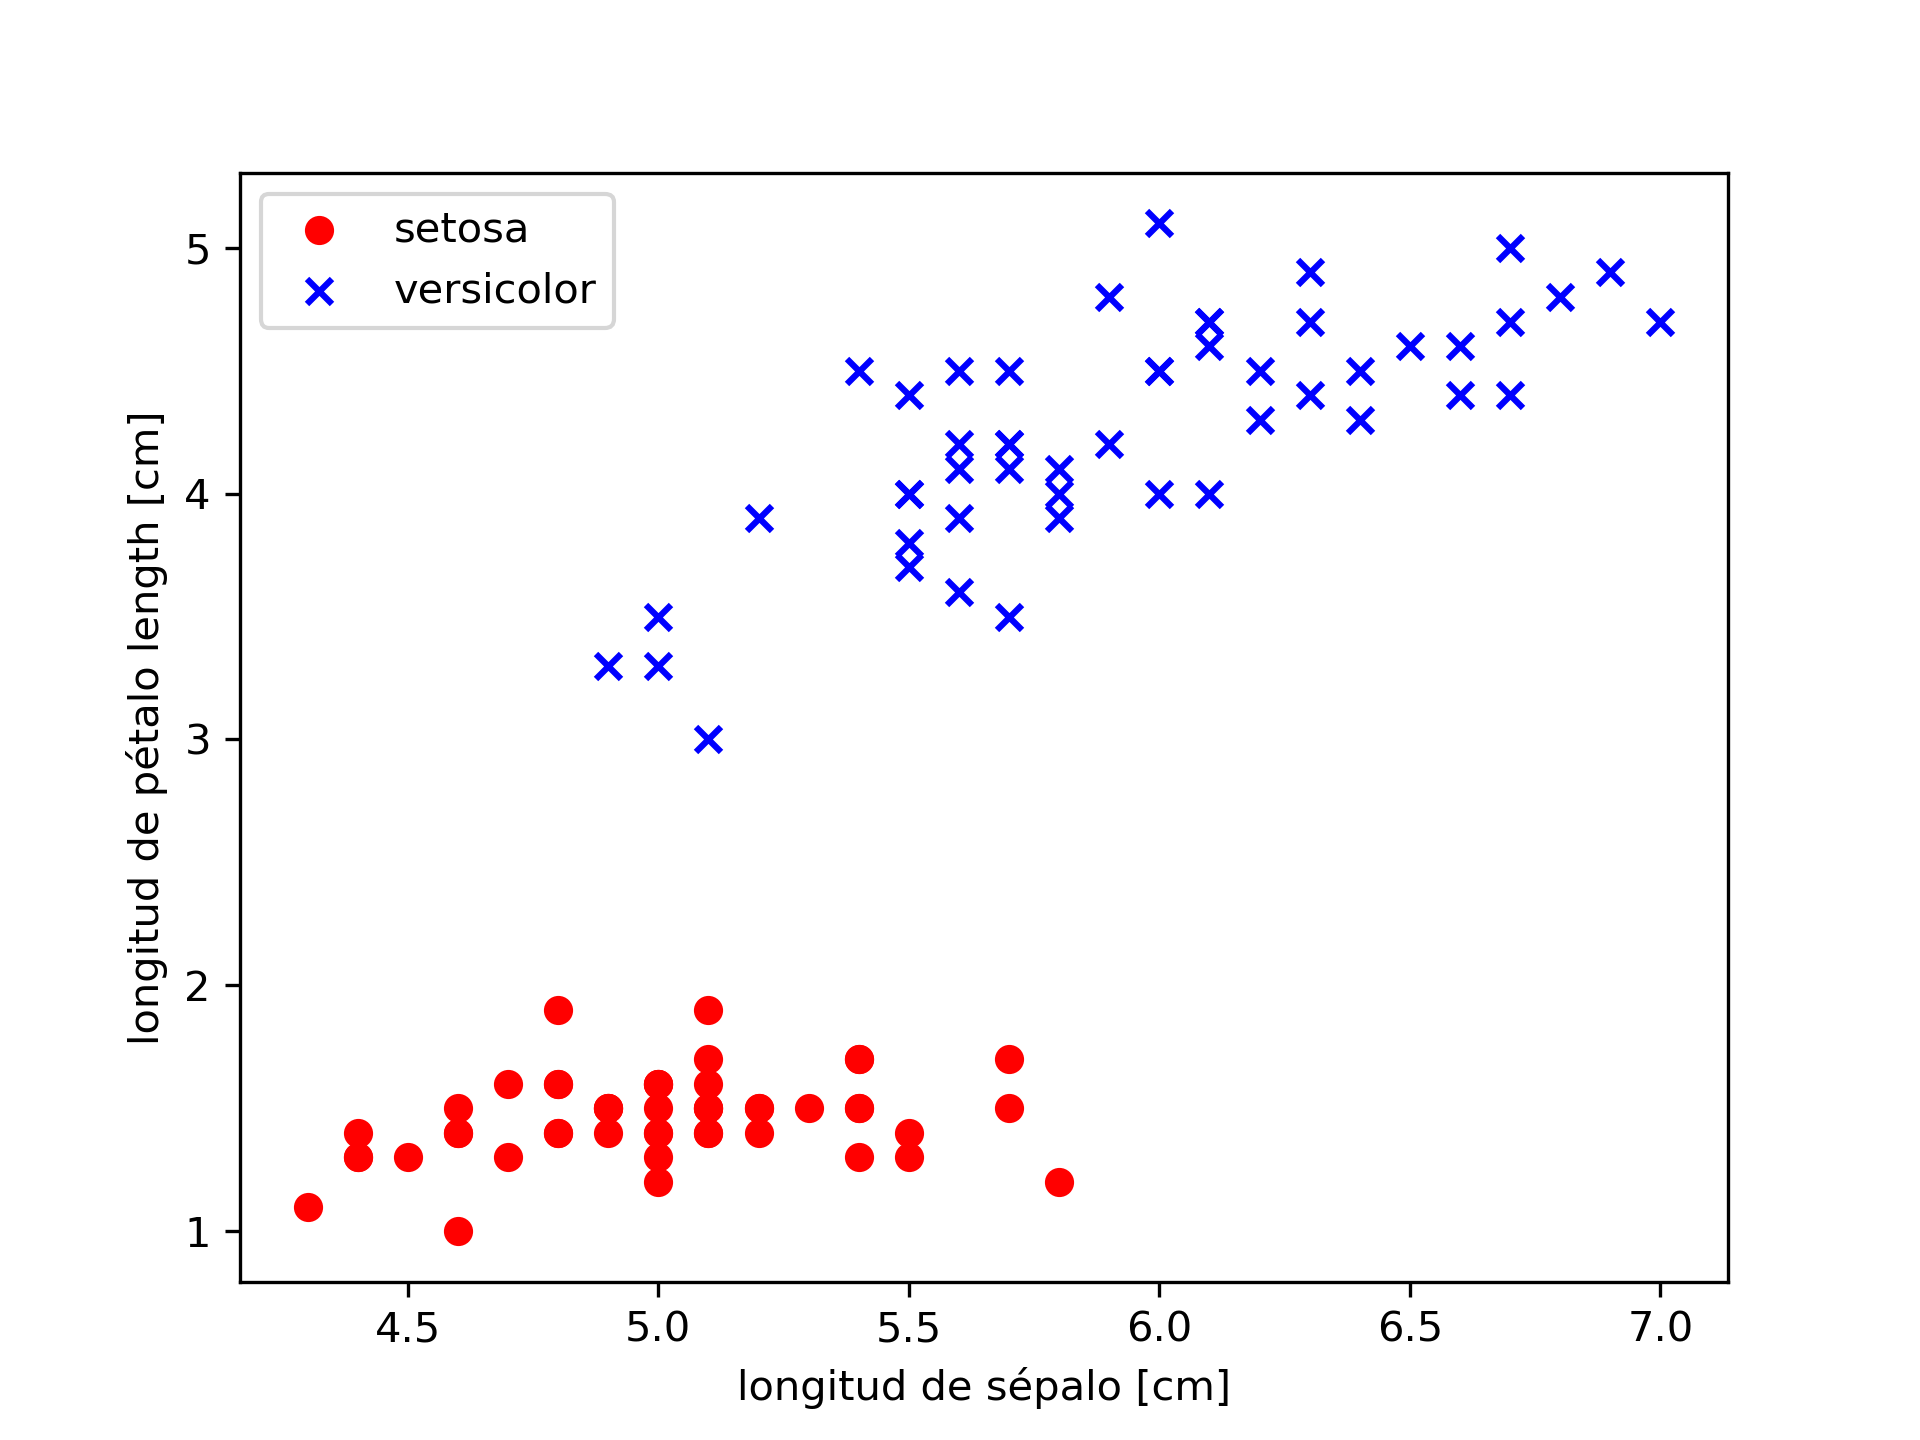 setosa
versicolor
longitud de pétalo length [cm]
5
4
3
2
1
4.5 5.0 5.5 6.0 6.5 7.0
longitud de sépalo [cm]